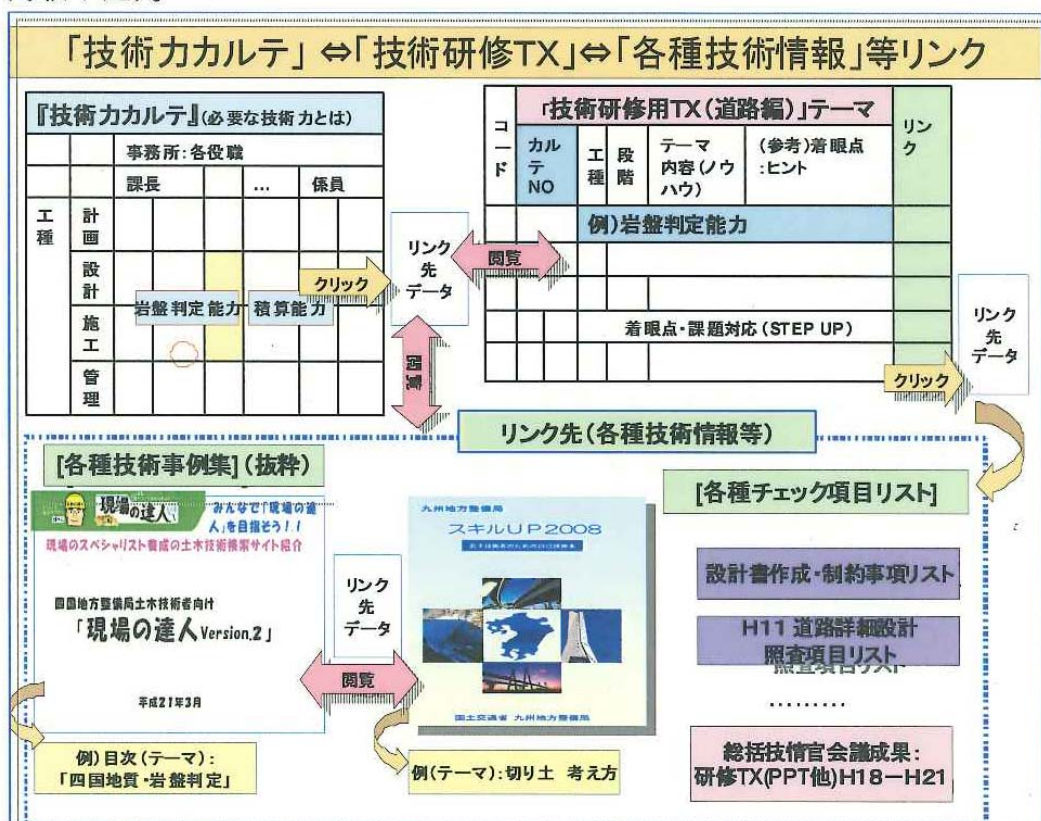 「技術力カルテ」⇔「技術研修TX」⇔「各種技術情報」等リンク
『技術力カルテ』(必要な技術力とは)
事務所:各役職
課長
…
係員
工種
計画
設計
施工
管理
岩盤判定能力
積算能力
クリック
リンク
先
データ
閲覧
閲覧
コード
「技術研修用TX(道路編)」テーマ
リンク
カル
テ
NO
工種
段階
テーマ
内容(ノウ
ハウ)
(参考)着眼点
:ヒント
例)岩盤判定能力
着眼点・課題対応(STEP UP)
クリック
リンク
先
データ
リンク先(各種技術情報等)
[各種技術事例集](抜粋)
現場の達人
みんなで「現場の達
人」を目指そう!!
現場のスペシャリスト養成の土木技術検索サイト紹介
四国地方整備局土木技術者向け
「現場の達人Version.2」
平成21年3月
例)目次(テーマ):
「四国地質・岩盤判定」
リンク
先
データ
閲覧
九州地方整備局
スキルUP2008
国土交通省 九州地方整備局
例(テーマ):切り土 考え方
[各種チェック項目リスト]
設計書作成・制約事項リスト
H11 道路詳細設計
照査項目リスト
………
総括技情官会議成果:
研修TX(PPT他)H18-H21